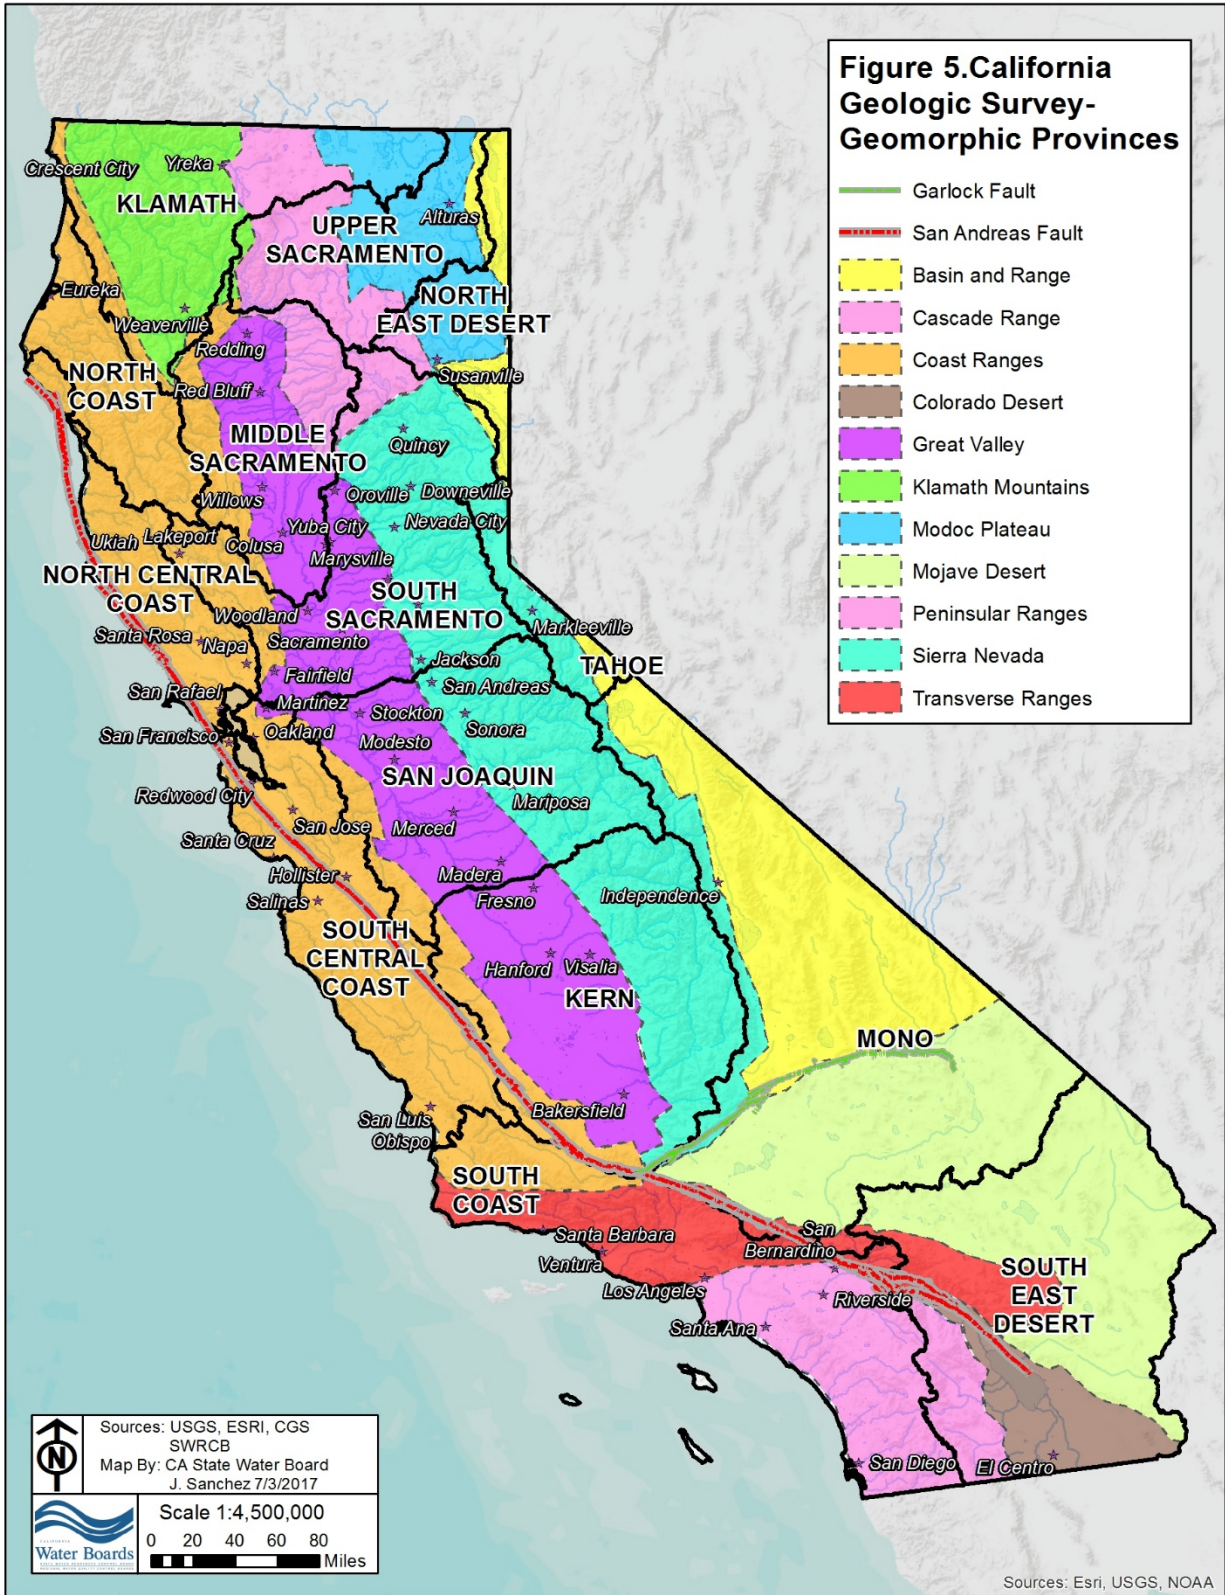 Figure 5.California
Geologic Survey-
Geomorphic Provinces
Garlock Fault
San Andreas Fault
Basin and Range
Cascade Range
Coast Ranges
Colorado Desert
Great Valley
Klamath Mountains
Modoc Plateau
Mojave Desert
Peninsular Ranges
Sierra Nevada
Transverse Ranges
Crescent City
Yreka
KLAMATH
Alturas
UPPER
SACRAMENTO
Eureka
Weaverville
NORTH
EAST DESERT
Redding
NORTH
COAST
Red Bluff
Susanville
MIDDLE
SACRAMENTO
Quincy
Willows
Oroville
Downeville
Yuba City
Nevada City
Ukiah
Lakeport
Colusa
Marysville
NORTH CENTRAL
COAST
SOUTH
SACRAMENTO
Woodland
Markleeville
Santa Rosa
Napa
Sacramento
Jackson
TAHOE
Fairfield
San Andreas
San Rafael
Martinez
Stockton
Sonora
San Francisco
Oakland
Modesto
SAN JOAQUIN
Redwood City
Mariposa
San Jose
Merced
Santa Cruz
Hollister
Madera
Salinas
Fresno
Independence
SOUTH
CENTRAL
COAST
Hanford
Visalia
KERN
MONO
Bakersfield
San Luis
Obispo
SOUTH
COAST
Santa Barbara
San
Bernardino
Ventura
Los Angeles
Riverside
SOUTH
EAST
DESERT
Santa Ana
San Diego
El Centro
N
Sources: USGS, ESRI, CGS
SWRCB
Map By: CA State Water Board
J. Sanchez 7/3/2017
CALIFORNIA
Water Boards
Scale 1:4,500,000
0 20 40 60 80
Miles
Sources: Esri, USGS, NOAA